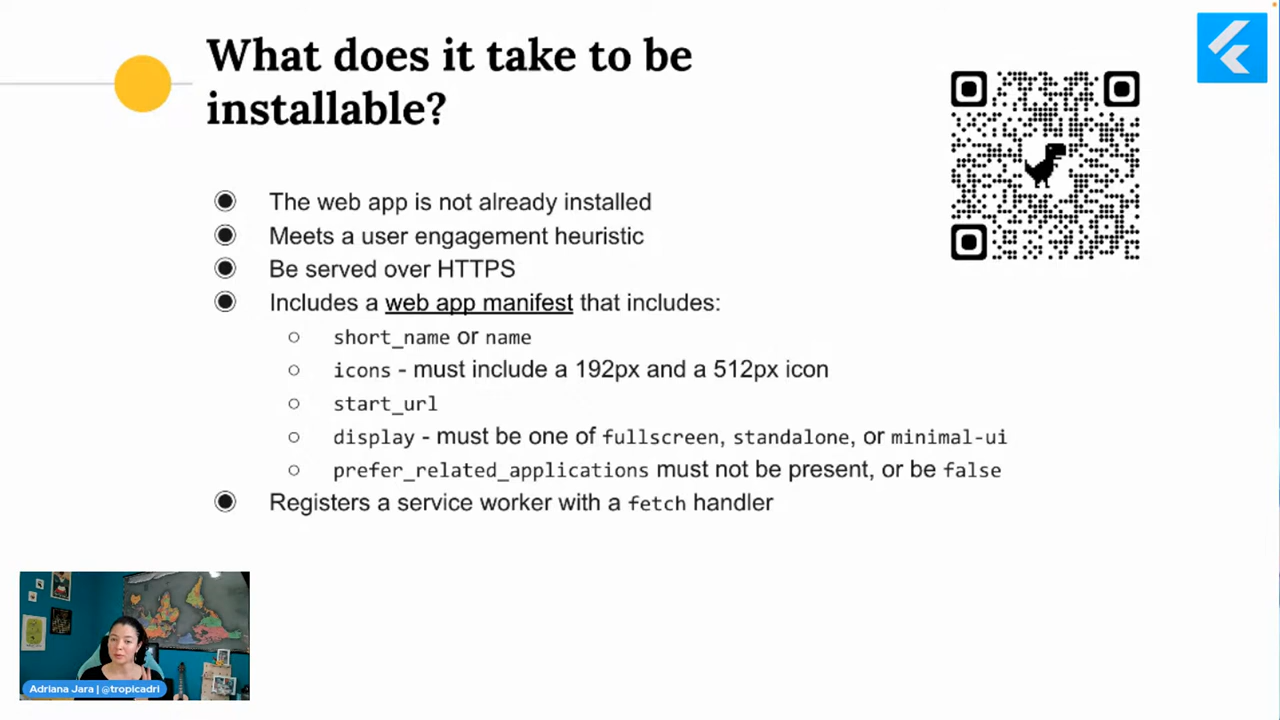 What does it take to be
installable?
The web app is not already installed
Meets a user engagement heuristic
Be served over HTTPS
Includes a web app manifest that includes:
short_name or name
icons - must include a 192px and a 512px icon
start_url
display - must be one of fullscreen, standalone, or minimal-ui
prefer_related_applications must not be present, or be false
Registers a service worker with a fetch handler
Adriana Jara | @tropicadri